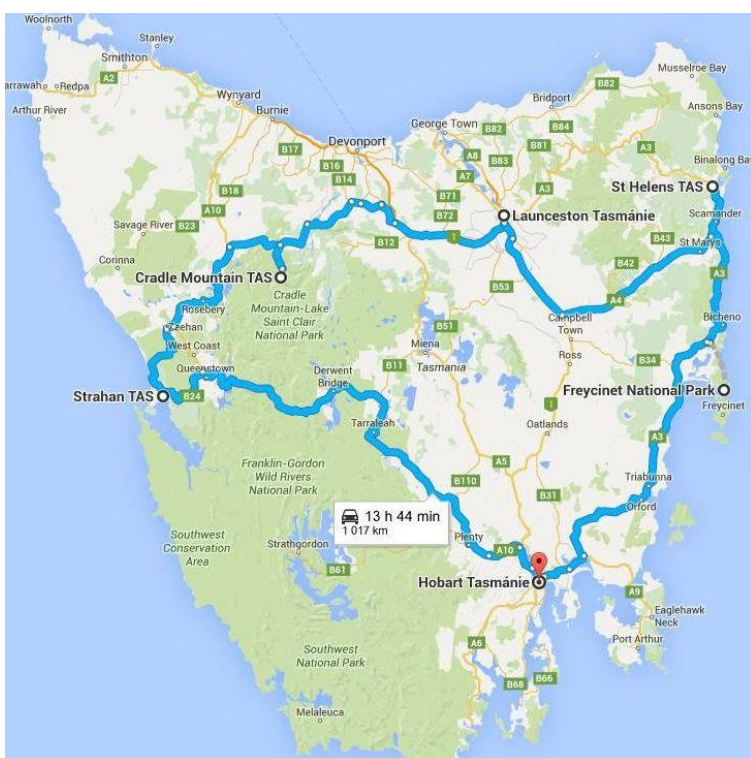 Woolnorth
Stanley
Smithton
A2
arrawah
Redpa
Arthur River
Wynyard
Burnie
Devonport
George Town
Bridport
B82
B82
Musselroe Bay
Ansons Bay
B84
B81
A8
B83
A7
A3
A3
Binalong Ba
B17
B16
B14
B18
A10
B71
B72
St Helens TAS
Launceston Tasmánie
Scamander
Savage River
B23
B12
1
B43
St Marys
Corinna
Cradle Mountain TAS
B42
A3
A4
B53
Cradle
Mountain-Lake
Saint Clair
National Park
Rosebery
Zeehan
Campbell
Town
Bicheno
B51
West Coast
Miena
Tasmania
Ross
B34
Queenstown
Derwent
Bridge
B11
Strahan TAS
B24
1
Freycinet National Park
Freycinet
Tarraleah
Oatlands
A3
Franklin-Gordon
Wild Rivers
National Park
A5
B110
B31
Triabunna
Orford
13 h 44 min
1 017 km
Southwest
Conservation
Area
Strathgordon
B61
Plenty
A10
Hobart Tasmánie
A9
Eaglehawk
Neck
Port Arthur
A6
Southwest
National Park
B68
B66
Melaleuca